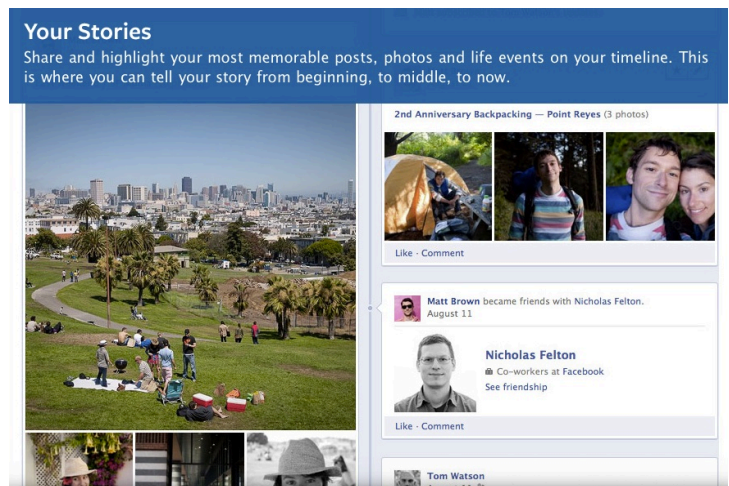 Your Stories
Share and highlight your most memorable posts, photos and life events on your timeline. This
is where you can tell your story from beginning, to middle, to now.
2nd Anniversary Backpacking — Point Reyes (3 photos)
Like · Comment
Matt Brown became friends with Nicholas Felton.
August 11
Nicholas Felton
Co-workers at Facebook
See friendship
Like · Comment
Tom Watson